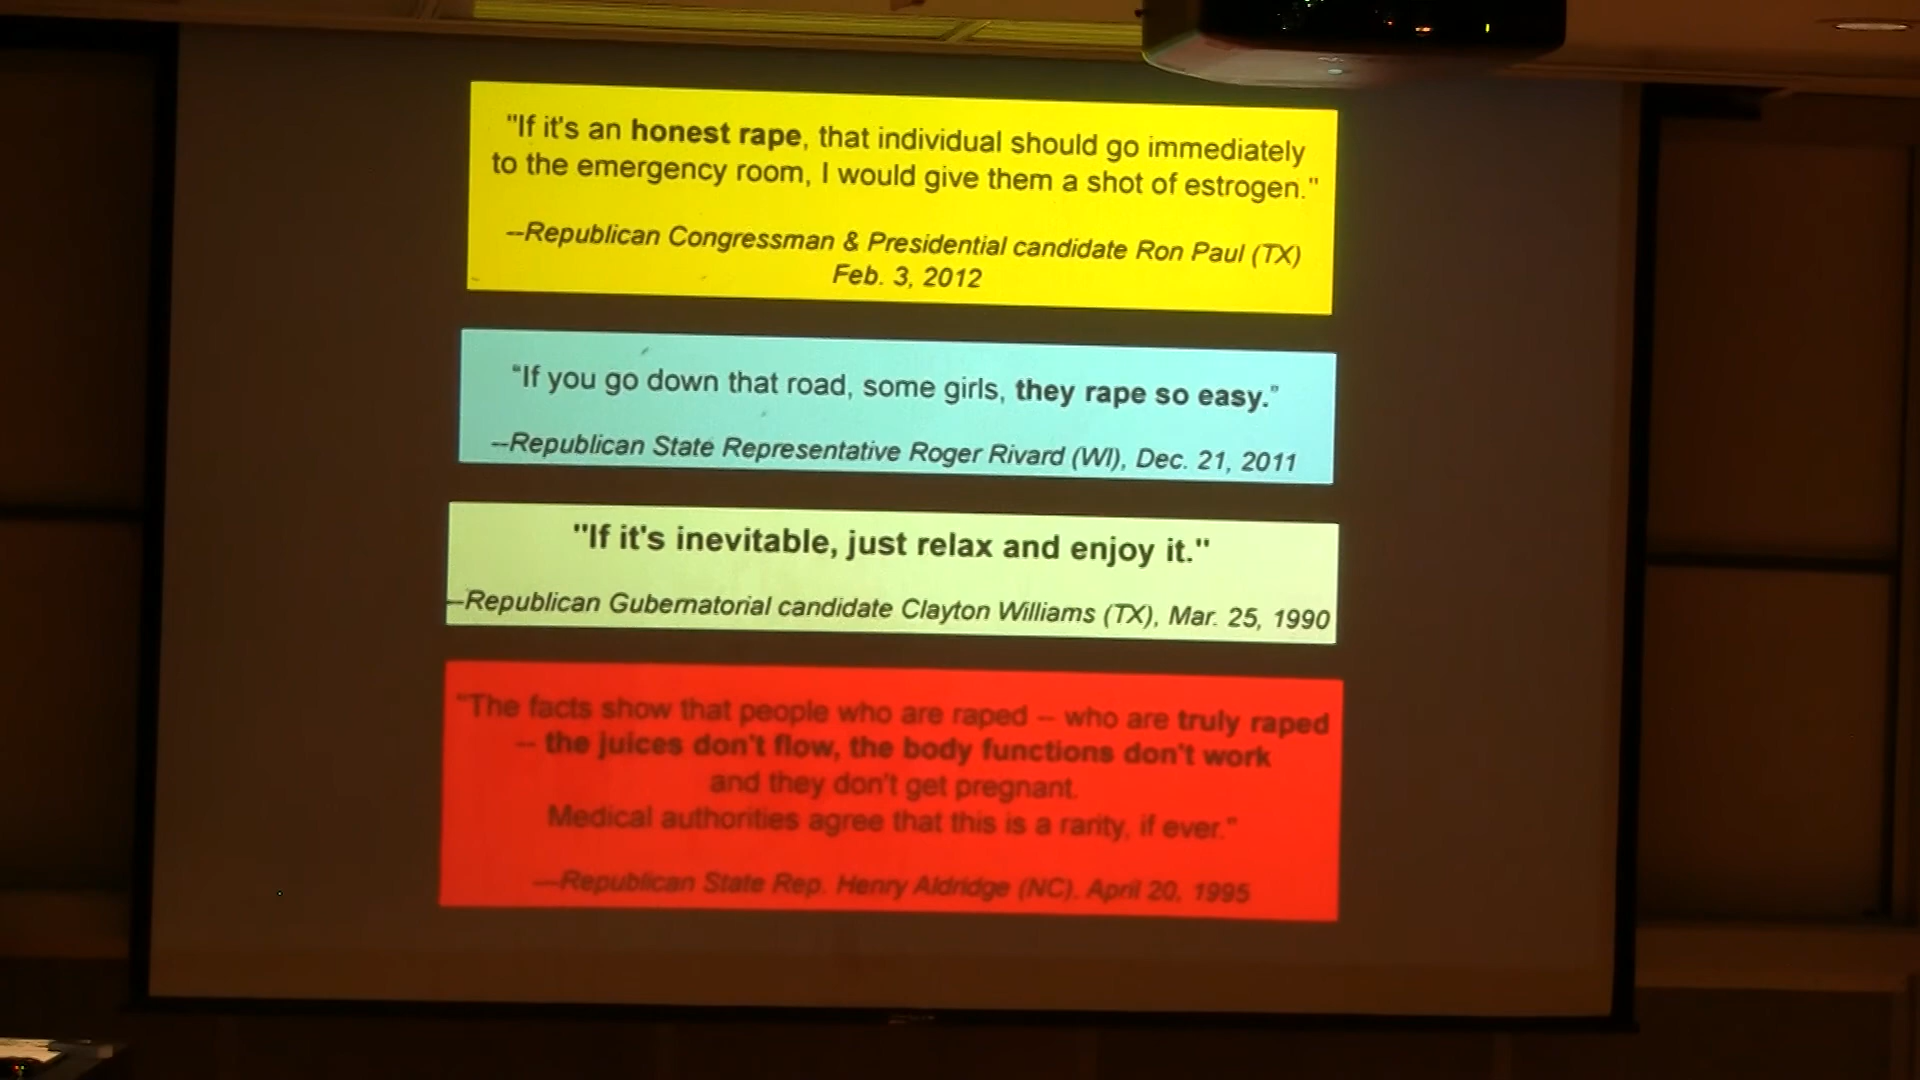 "If it's an honest rape, that individual should go immediately
to the emergency room, I would give them a shot of estrogen."
--Republican Congressman & Presidential candidate Ron Paul (TX)
Feb. 3, 2012
"If you go down that road, some girls, they rape so easy."
--Republican State Representative Roger Rivard (WI), Dec. 21, 2011
"If it's inevitable, just relax and enjoy it."
--Republican Gubernatorial candidate Clayton Williams (TX), Mar. 25, 1990
"The facts show that people who are raped -- who are truly raped
-- the juices don't flow, the body functions don't work
and they don't get pregnant.
Medical authorities agree that this is a rarity, if ever."
—Republican State Rep. Henry Aldridge (NC). April 20, 1995